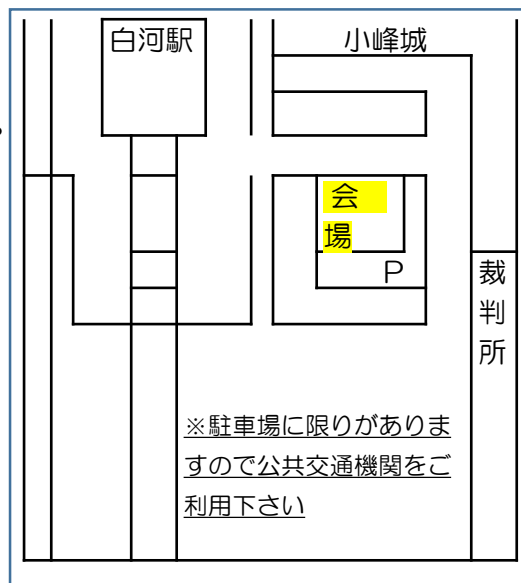 白河駅
小峰城
会
場
P
裁
判
所
※駐車場に限りがありま
すので公共交通機関をご
利用下さい